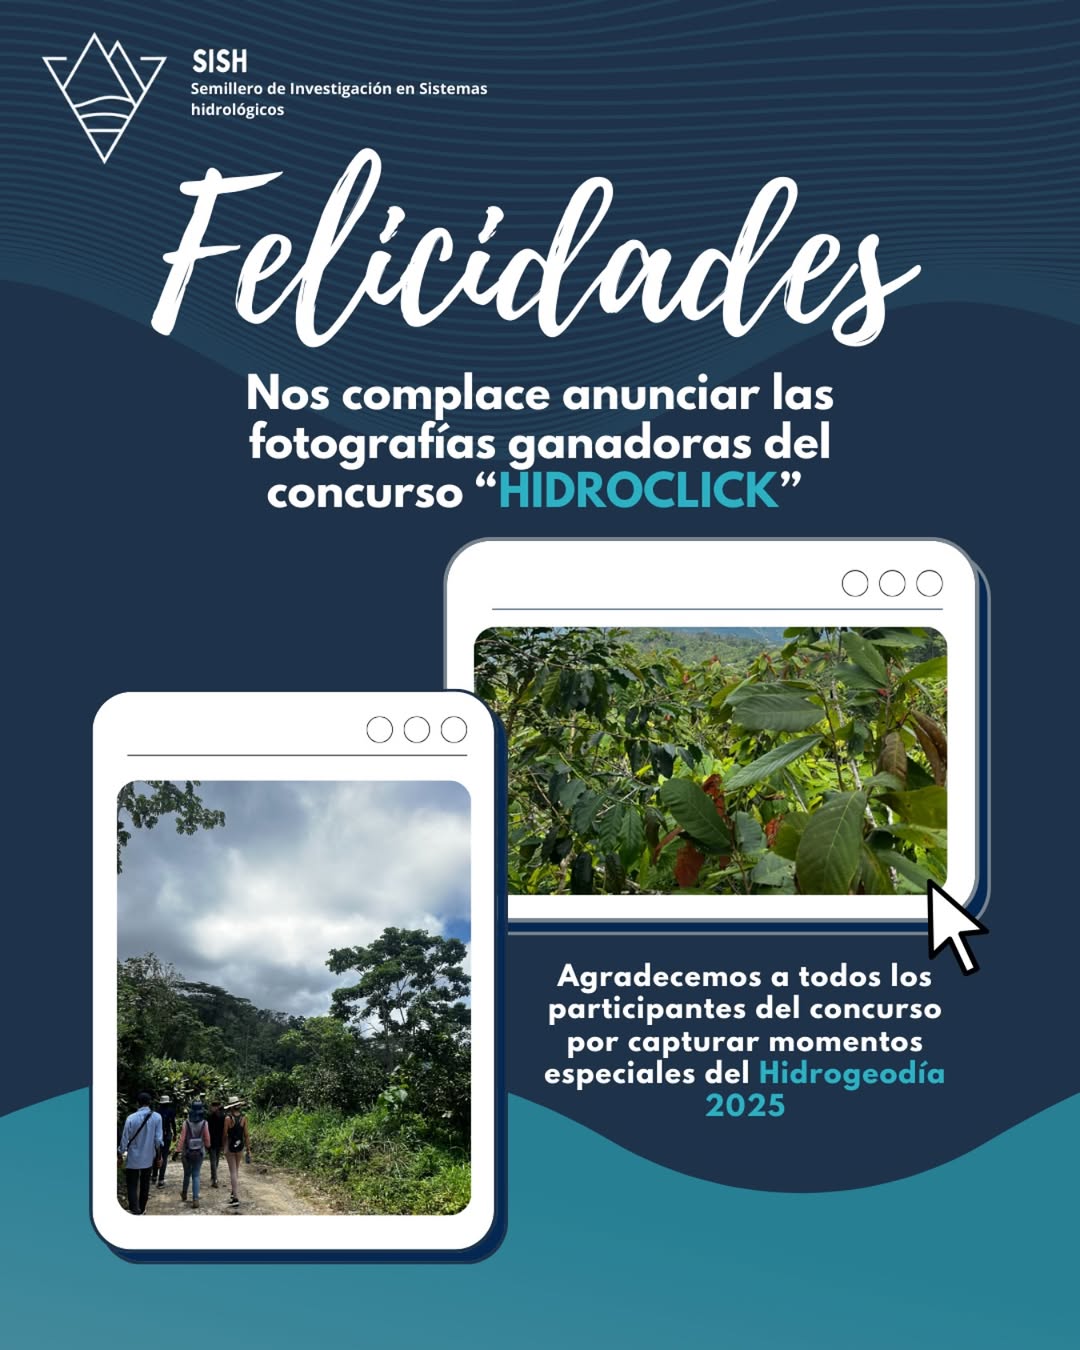 SISH
Semillero de Investigación en Sistemas
hidrológicos
Felicidades
Nos complace anunciar las
fotografías ganadoras del
concurso “HIDROCLICK”
Agradecemos a todos los
participantes del concurso
por capturar momentos
especiales del Hidrogeodía
2025